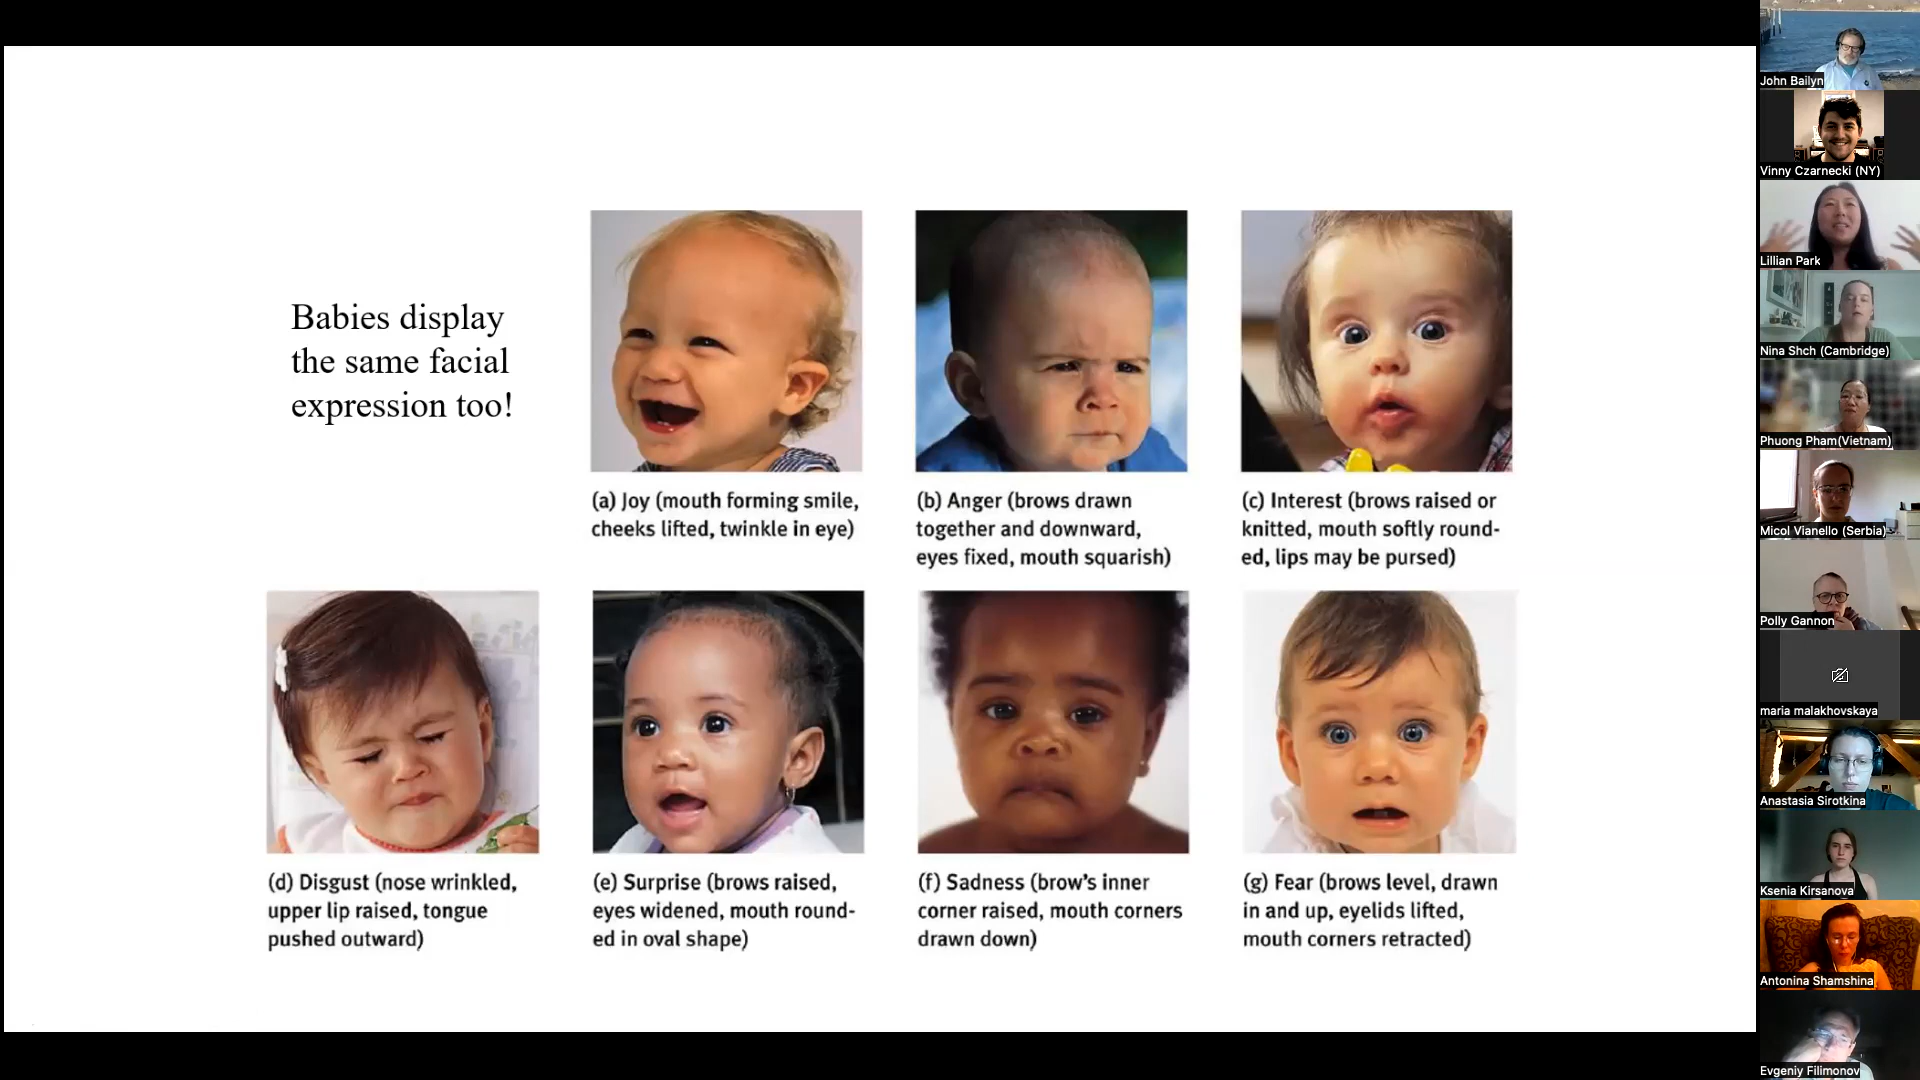 Babies display
the same facial
expression too!
(a) Joy (mouth forming smile,
cheeks lifted, twinkle in eye)
(b) Anger (brows drawn
together and downward,
eyes fixed, mouth squarish)
(c) Interest (brows raised or
knitted, mouth softly round-
ed, lips may be pursed)
(d) Disgust (nose wrinkled,
upper lip raised, tongue
pushed outward)
(e) Surprise (brows raised,
eyes widened, mouth round-
ed in oval shape)
(f) Sadness (brow's inner
corner raised, mouth corners
drawn down)
(g) Fear (brows level, drawn
in and up, eyelids lifted,
mouth corners retracted)
John Bailyn
Vinny Czarnecki (NY)
Lillian Park
Nina Shch (Cambridge)
Phuong Pham(Vietnam)
Micol Vianello (Serbia)
Polly Gannon
maria malakhovskaya
Anastasia Sirotkina
Ksenia Kirsanova
Antonina Shamshina
Evgeniy Filimonov